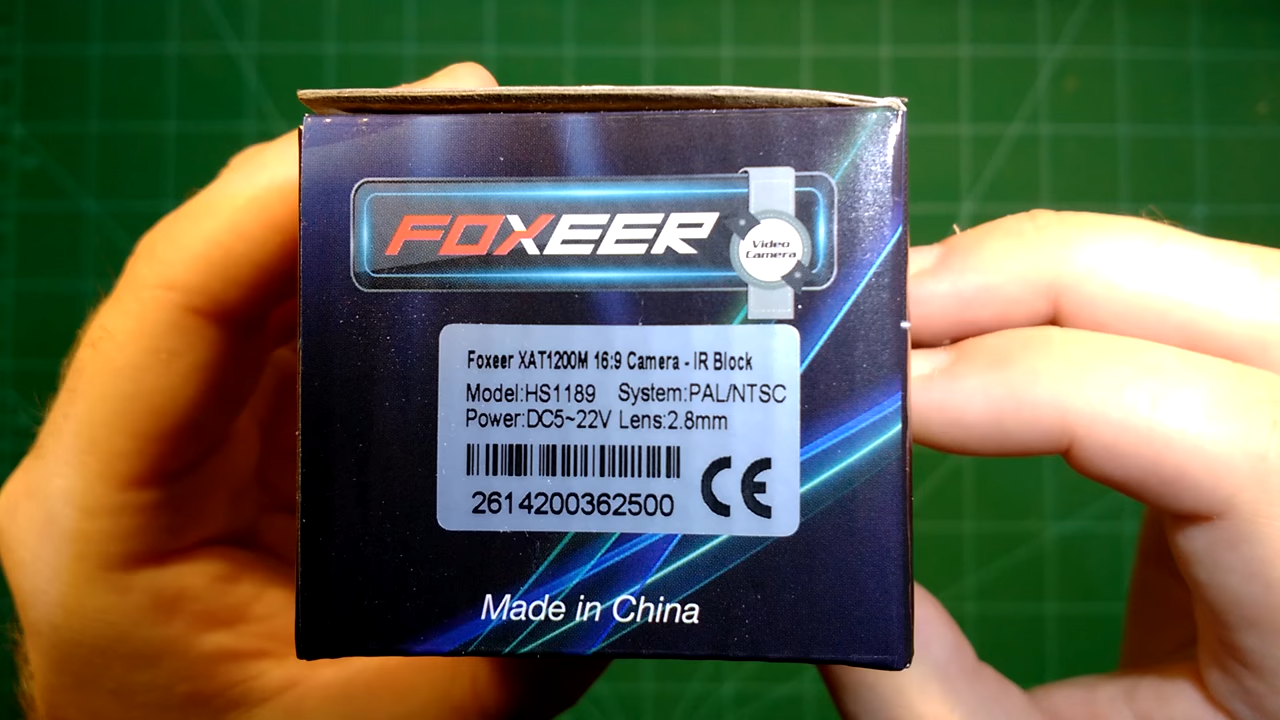 FOXEER
Video
Camera
Foxeer XAT1200M 16:9 Camera - IR Block
Model:HS1189 System:PAL/NTSC
Power:DC5~22V Lens:2.8mm
2614200362500
CE
Made in China